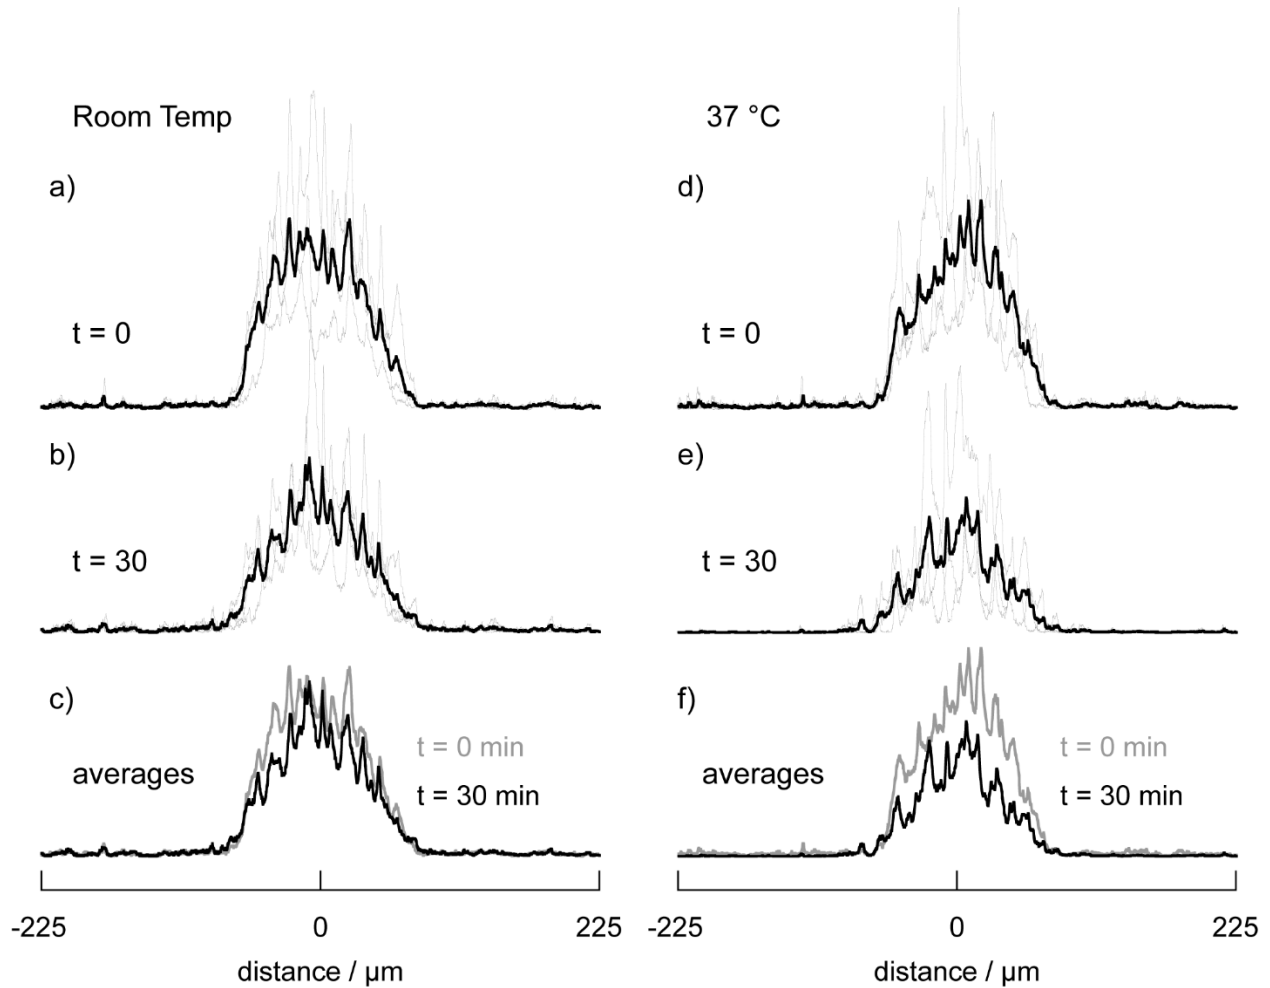 Room Temp
37 °C
a)
d)
t = 0
t = 0
b)
e)
t = 30
t = 30
c)
f)
t = 0 min
t = 0 min
averages
averages
t = 30 min
t = 30 min
-225 0 225
-225 0 225
distance / µm
distance / µm